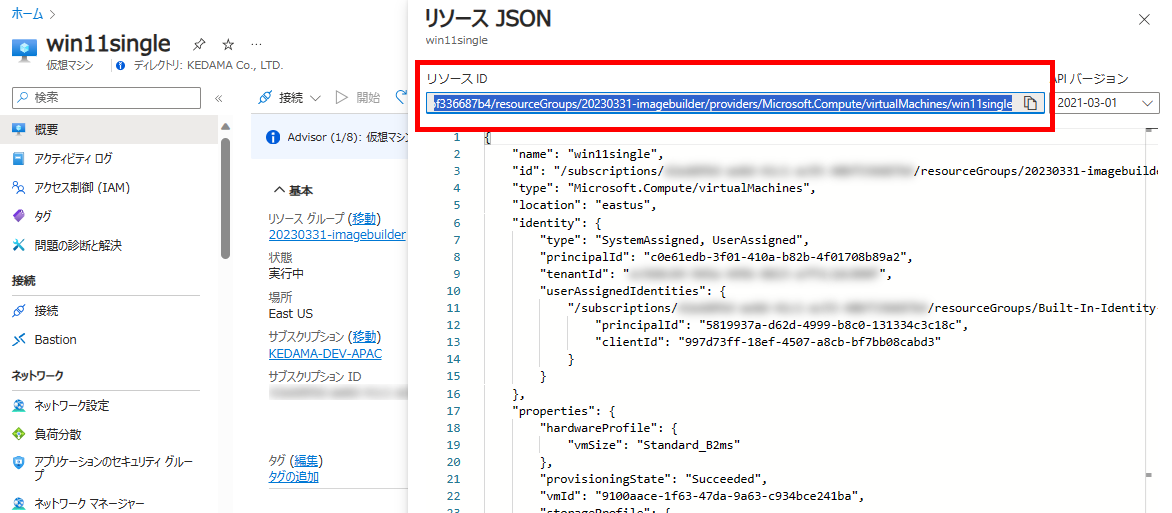 ホーム >
win11single
仮想マシン
ディレクトリ: KEDAMA Co., LTD.
検索
«
概要
アクティビティ ログ
アクセス制御 (IAM)
タグ
問題の診断と解決
接続
接続
Bastion
ネットワーク
ネットワーク設定
負荷分散
アプリケーションのセキュリティ グルー
プ
ネットワーク マネージャー
接続
開始
Advisor (1/8): 仮想マシ
基本
リソース グループ (移動)
20230331-imagebuilder
状態
実行中
場所
East US
サブスクリプション (移動)
KEDAMA-DEV-APAC
サブスクリプション ID
タグ (編集)
タグの追加
リソース JSON
win11single
リソース ID
API バージョン
f336687b4/resourceGroups/20230331-imagebuilder/providers/Microsoft.Compute/virtualMachines/win11single
2021-03-01
1 {
2 "name": "win11single",
3 "id": "/subscriptions/ /resourceGroups/20230331-imagebuilde
4 "type": "Microsoft.Compute/virtualMachines",
5 "location": "eastus",
6 "identity": {
7 "type": "SystemAssigned, UserAssigned",
8 "principalId": "c0e61edb-3f01-410a-b82b-4f01708b89a2",
9 "tenantId": " ",
10 "userAssignedIdentities": {
11 "/subscriptions/ /resourceGroups/Built-In-Identity
12 "principalId": "5819937a-d62d-4999-b8c0-131334c3c18c",
13 "clientId": "997d73ff-18ef-4507-a8cb-bf7bb08cabd3"
14 }
15 }
16 },
17 "properties": {
18 "hardwareProfile": {
19 "vmSize": "Standard_B2ms"
20 },
21 "provisioningState": "Succeeded",
22 "vmId": "9100aace-1f63-47da-9a63-c934bce241ba",
23 "storageProfile": {